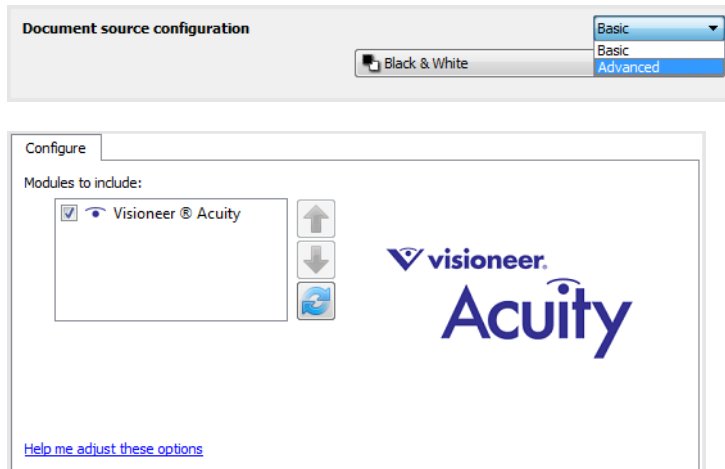 Document source configuration
Basic
Basic
Black & White
Advanced
Configure
Modules to include:
Visioneer ® Acuity
visioneer.
Acuity
Help me adjust these options